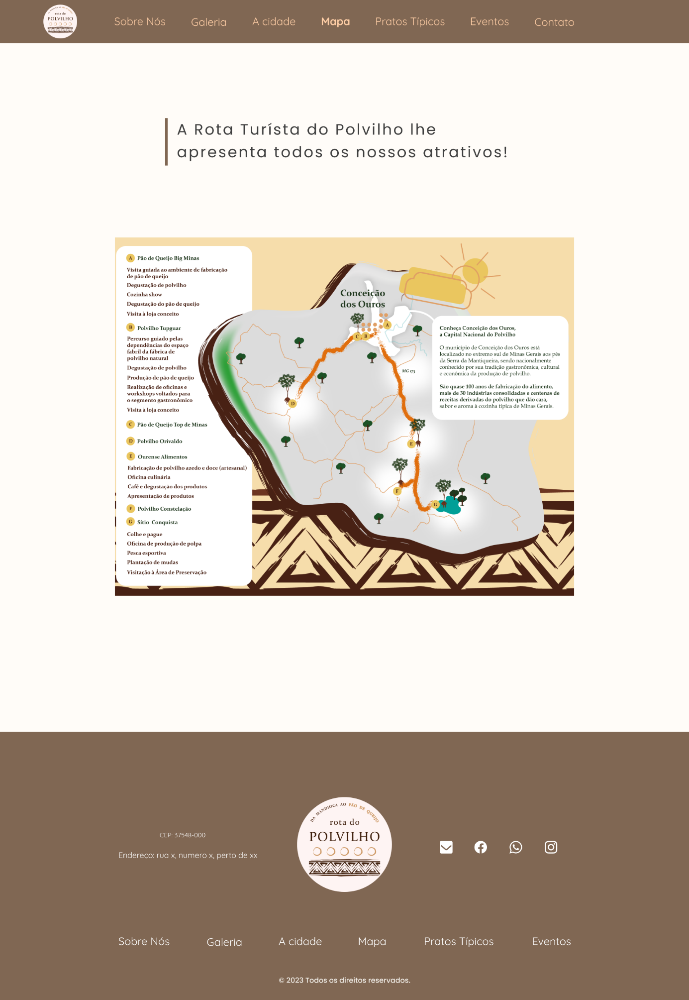 DA MANDIOCA AO PÃO DE QUEIJO
rota do
POLVILHO
Sobre Nós
Galeria
A cidade
Mapa
Pratos Típicos
Eventos
Contato
A Rota Turísta do Polvilho lhe
apresenta todos os nossos atrativos!
A Pão de Queijo Big Minas
Visita guiada ao ambiente de fabricação
de pão de queijo
Degustação de polvilho
Cozinha show
Degustação do pão de queijo
Visita à loja conceito
B Polvilho Tupguar
Percurso guiado pelas
dependências do espaço
fabril da fábrica de
polvilho natural
Degustação de polvilho
Produção de pão de queijo
Realização de oficinas e
workshops voltados para
o segmento gastronômico
Visita à loja conceito
C Pão de Queijo Top de Minas
D Polvilho Orivaldo
E Ourense Alimentos
Fabricação de polvilho azedo e doce (artesanal)
Oficina culinária
Café e degustação dos produtos
Apresentação de produtos
F Polvilho Constelação
G Sítio Conquista
Colhe e pague
Oficina de produção de polpa
Pesca esportiva
Plantação de mudas
Visitação à Área de Preservação
Conceição
dos Ouros
A
C
B
MG 173
D
E
F
G
Conheça Conceição dos Ouros,
a Capital Nacional do Polvilho
O município de Conceição dos Ouros está
localizado no extremo sul de Minas Gerais aos pés
da Serra da Mantiqueira, sendo nacionalmente
conhecido por sua tradição gastronômica, cultural
e econômica da produção de polvilho.
São quase 100 anos de fabricação do alimento,
mais de 30 indústrias consolidadas e centenas de
receitas derivadas do polvilho que dão cara,
sabor e aroma à cozinha típica de Minas Gerais.
CEP: 37548-000
Endereço: rua x, numero x, perto de xx
DA MANDIOCA AO PÃO DE QUEIJO
rota do
POLVILHO
Sobre Nós
Galeria
A cidade
Mapa
Pratos Típicos
Eventos
© 2023 Todos os direitos reservados.